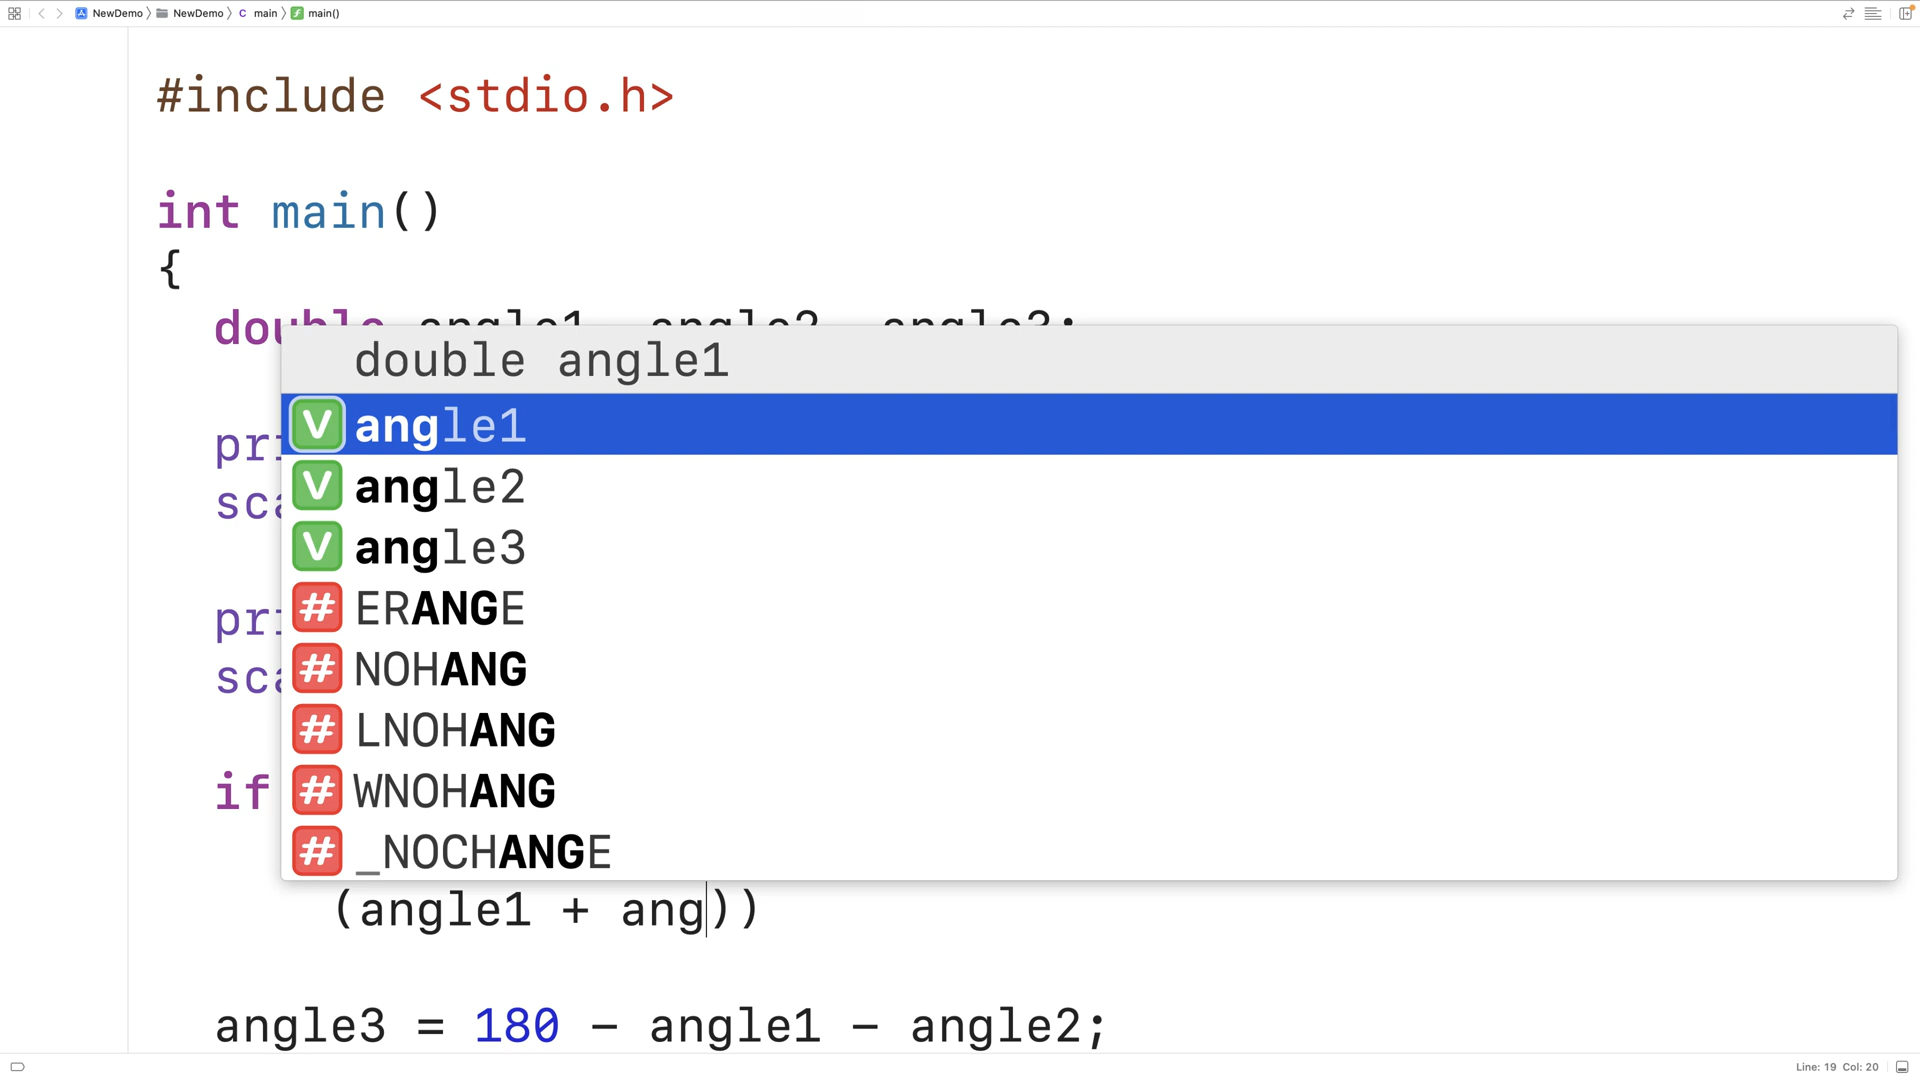 NewDemo NewDemo C main f main()
#include <stdio.h>
int main()
{
double angle1
V angle1
V angle2
V angle3
# ERANGE
# NOHANG
# LNOHANG
# WNOHANG
# _NOCHANGE
if
(angle1 + ang))
angle3 = 180 - angle1 - angle2;
Line: 19 Col: 20